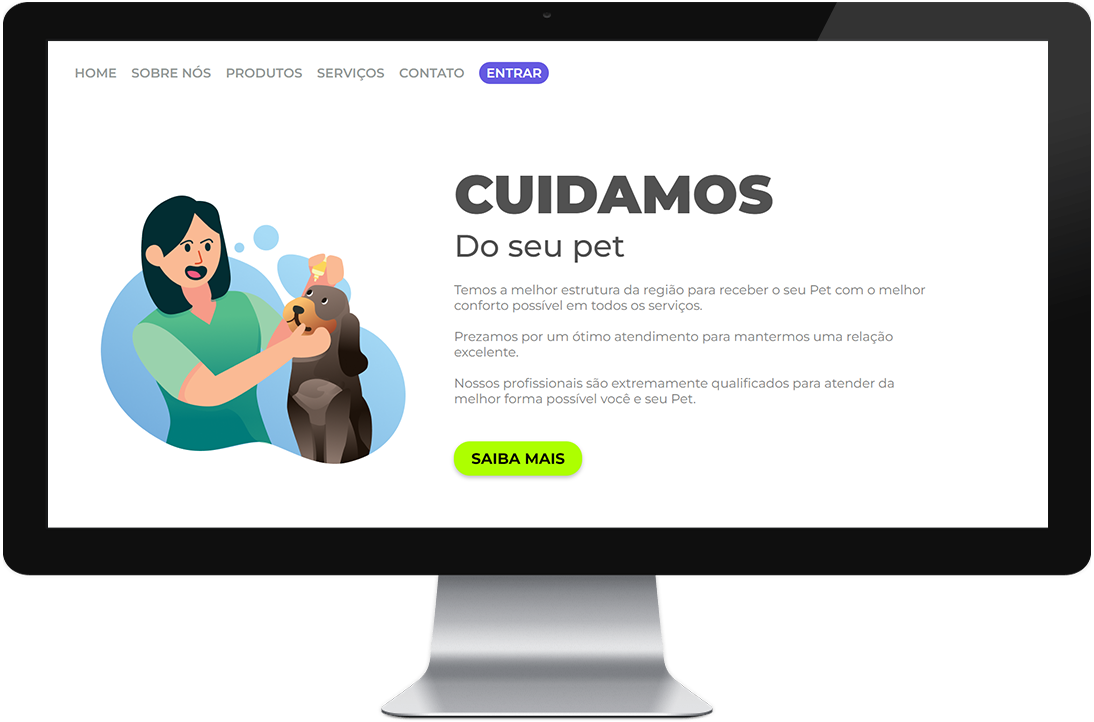 HOME SOBRE NÓS PRODUTOS SERVIÇOS CONTATO ENTRAR
CUIDAMOS
Do seu pet
Temos a melhor estrutura da região para receber o seu Pet com o melhor
conforto possível em todos os serviços.
Prezamos por um ótimo atendimento para mantermos uma relação
excelente.
Nossos profissionais são extremamente qualificados para atender da
melhor forma possível você e seu Pet.
SAIBA MAIS